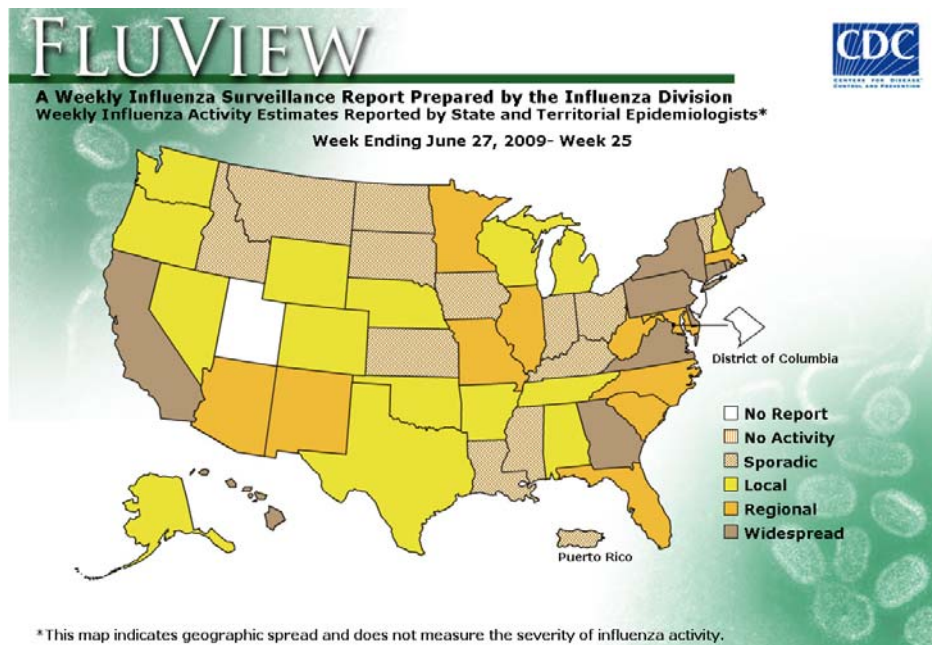 FLUVIEW
CDC
CENTERS FOR DISEASE
CONTROL AND PREVENTION
A Weekly Influenza Surveillance Report Prepared by the Influenza Division
Weekly Influenza Activity Estimates Reported by State and Territorial Epidemiologists*
Week Ending June 27, 2009- Week 25
District of Columbia
No Report
No Activity
Sporadic
Local
Regional
Widespread
Puerto Rico
*This map indicates geographic spread and does not measure the severity of influenza activity.